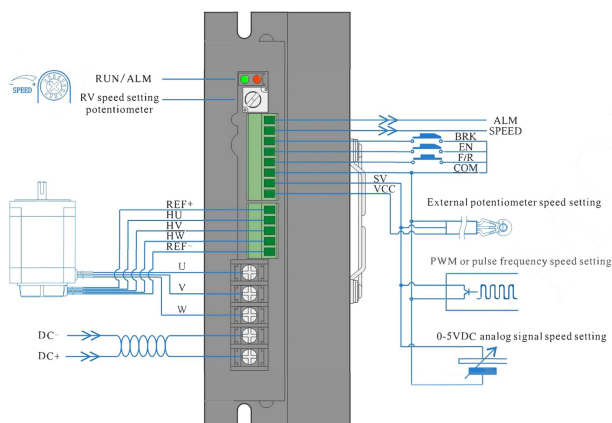 RUN/ALM
SPEED
RV speed setting
potentiometer
ALM
SPEED
BRK
EN
F/R
COM
SV
VCC
REF+
HU
HV
HW
REF-
U
V
W
DC-
DC+
External potentiometer speed setting
PWM or pulse frequency speed setting
0-5VDC analog signal speed setting